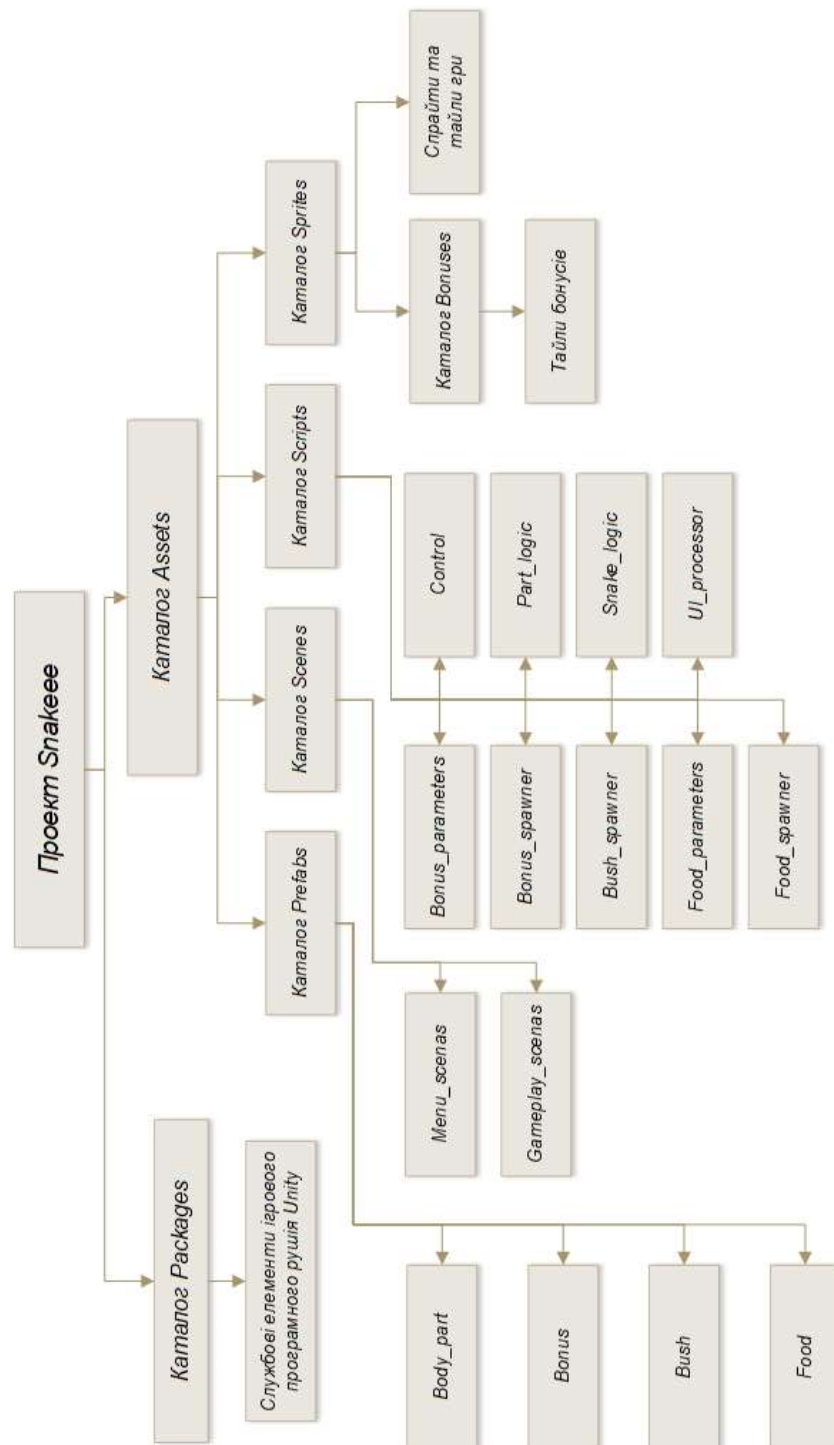 Проект Snakeee
Каталог Packages
Каталог Assets
Службові елементи ігрового
програмного рушія Unity
Каталог Prefabs
Каталог Scenes
Каталог Scripts
Каталог Sprites
Body_part
Bonus
Bush
Food
Menu_scenas
Gameplay_scenas
Bonus_parameters
Control
Bonus_spawner
Part_logic
Bush_spawner
Snake_logic
Food_parameters
UI_processor
Food_spawner
Каталог Bonuses
Спрайти та
тайли гри
Тайли бонусів